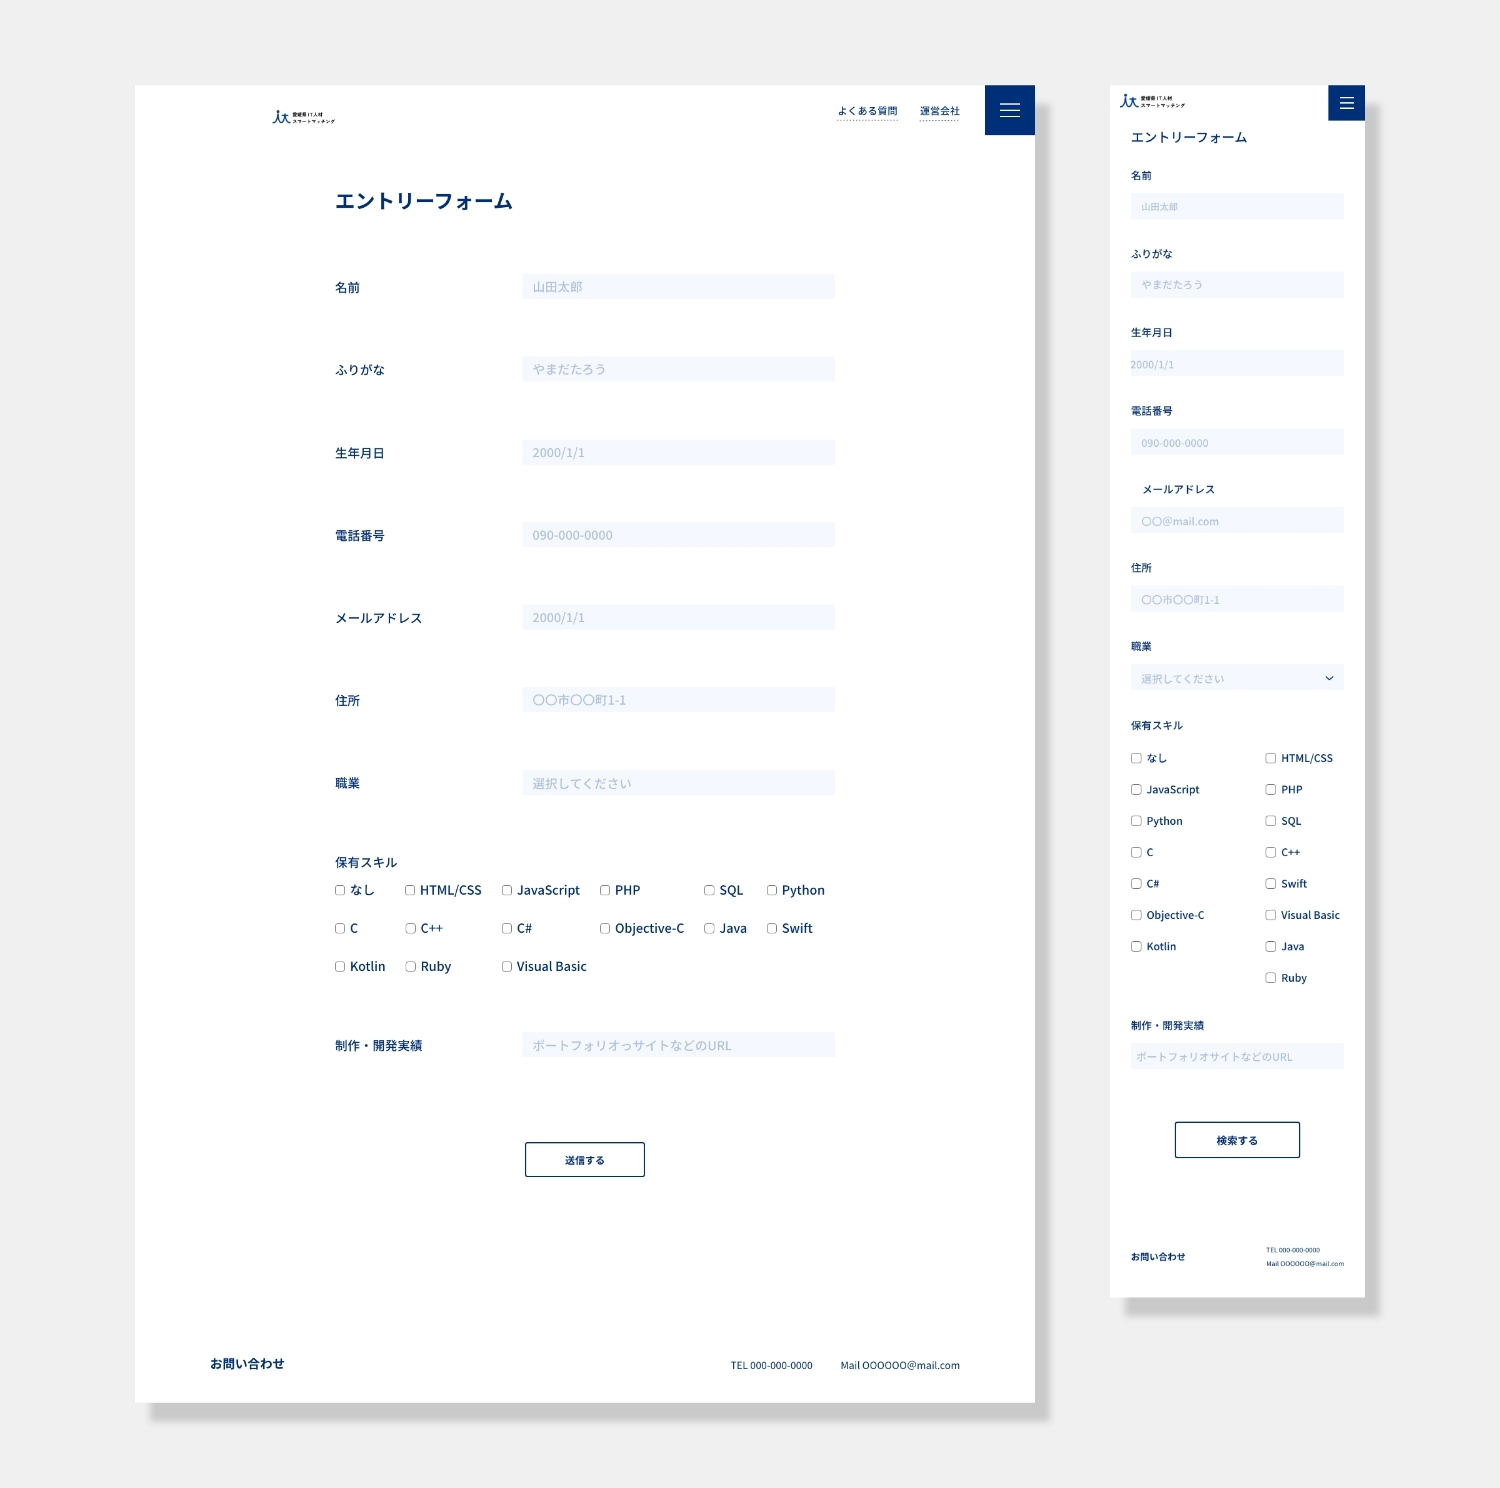 愛媛県 IT人材
スマートマッチング
よくある質問 運営会社
エントリーフォーム
名前 山田太郎
ふりがな やまだたろう
生年月日 2000/1/1
電話番号 090-000-0000
メールアドレス 2000/1/1
住所 〇〇市〇〇町1-1
職業 選択してください
保有スキル
なし HTML/CSS JavaScript PHP SQL Python
C C++ C# Objective-C Java Swift
Kotlin Ruby Visual Basic
制作・開発実績 ポートフォリオっサイトなどのURL
送信する
お問い合わせ TEL 000-000-0000 Mail OOOOOO@mail.com
愛媛県 IT人材
スマートマッチング
エントリーフォーム
名前
山田太郎
ふりがな
やまだたろう
生年月日
2000/1/1
電話番号
090-000-0000
メールアドレス
〇〇@mail.com
住所
〇〇市〇〇町1-1
職業
選択してください
保有スキル
なし HTML/CSS
JavaScript PHP
Python SQL
C C++
C# Swift
Objective-C Visual Basic
Kotlin Java
Ruby
制作・開発実績
ポートフォリオサイトなどのURL
検索する
お問い合わせ
TEL 000-000-0000
Mail OOOOOO@mail.com